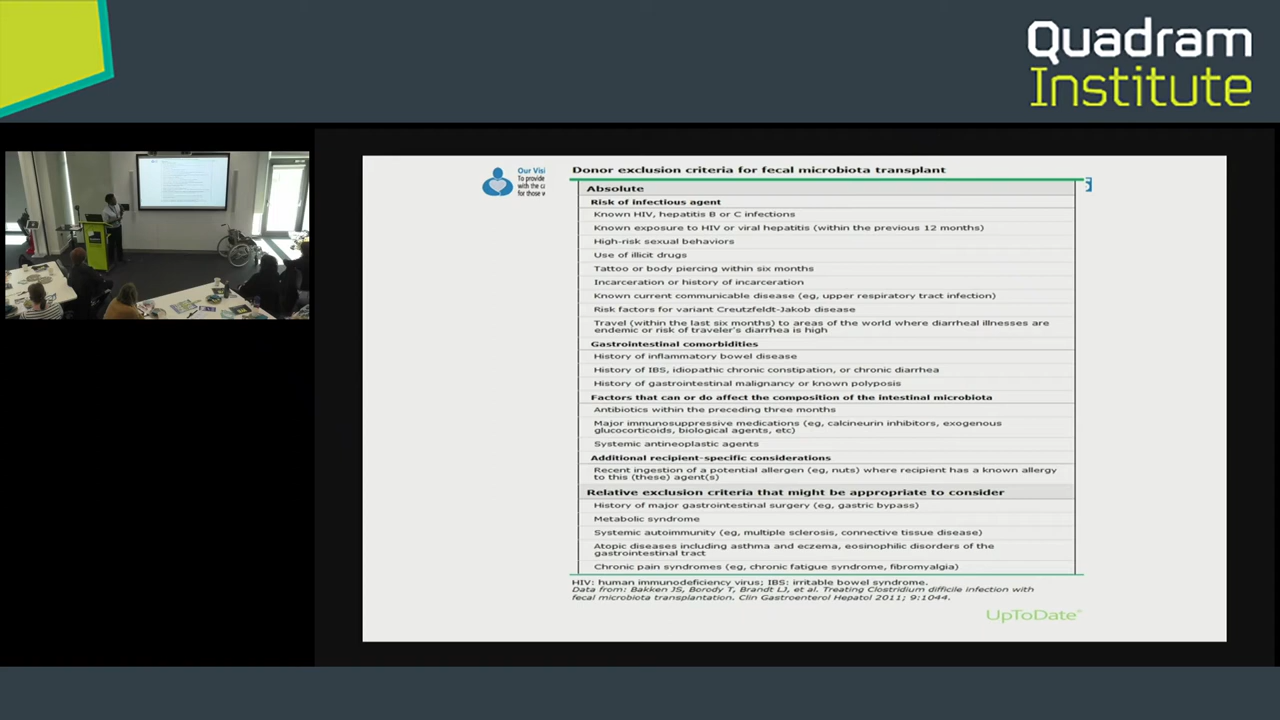 Quadram
Institute
Our Visi
To provide
with the ca
for those w
Donor exclusion criteria for fecal microbiota transplant
Absolute
Risk of infectious agent
Known HIV, hepatitis B or C infections
Known exposure to HIV or viral hepatitis (within the previous 12 months)
High-risk sexual behaviors
Use of illicit drugs
Tattoo or body piercing within six months
Incarceration or history of incarceration
Known current communicable disease (eg, upper respiratory tract infection)
Risk factors for variant Creutzfeldt-Jakob disease
Travel (within the last six months) to areas of the world where diarrheal illnesses are
endemic or risk of traveler's diarrhea is high
Gastrointestinal comorbidities
History of inflammatory bowel disease
History of IBS, idiopathic chronic constipation, or chronic diarrhea
History of gastrointestinal malignancy or known polyposis
Factors that can or do affect the composition of the intestinal microbiota
Antibiotics within the preceding three months
Major immunosuppressive medications (eg, calcineurin inhibitors, exogenous
glucocorticoids, biological agents, etc)
Systemic antineoplastic agents
Additional recipient-specific considerations
Recent ingestion of a potential allergen (eg, nuts) where recipient has a known allergy
to this (these) agent(s)
Relative exclusion criteria that might be appropriate to consider
History of major gastrointestinal surgery (eg, gastric bypass)
Metabolic syndrome
Systemic autoimmunity (eg, multiple sclerosis, connective tissue disease)
Atopic diseases including asthma and eczema, eosinophilic disorders of the
gastrointestinal tract
Chronic pain syndromes (eg, chronic fatigue syndrome, fibromyalgia)
HIV: human immunodeficiency virus; IBS: irritable bowel syndrome.
Data from: Bakken JS, Borody T, Brandt LJ, et al. Treating Clostridium difficile infection with
fecal microbiota transplantation. Clin Gastroenterol Hepatol 2011; 9:1044.
UpToDate®